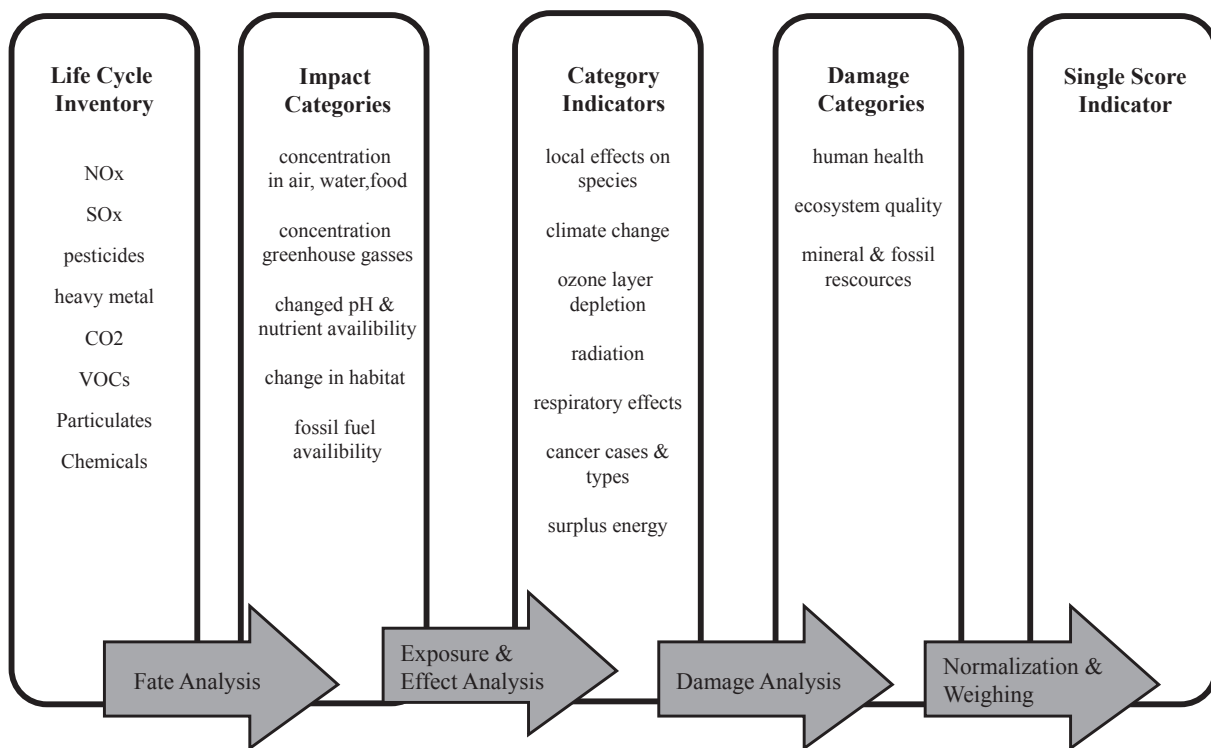 Life Cycle
Inventory
NOx
SOx
pesticides
heavy metal
CO2
VOCs
Particulates
Chemicals
Impact
Categories
concentration
in air, water,food
concentration
greenhouse gasses
changed pH &
nutrient availibility
change in habitat
fossil fuel
availibility
Category
Indicators
local effects on
species
climate change
ozone layer
depletion
radiation
respiratory effects
cancer cases &
types
surplus energy
Damage
Categories
human health
ecosystem quality
mineral & fossil
rescources
Single Score
Indicator
Fate Analysis
Exposure &
Effect Analysis
Damage Analysis
Normalization &
Weighing